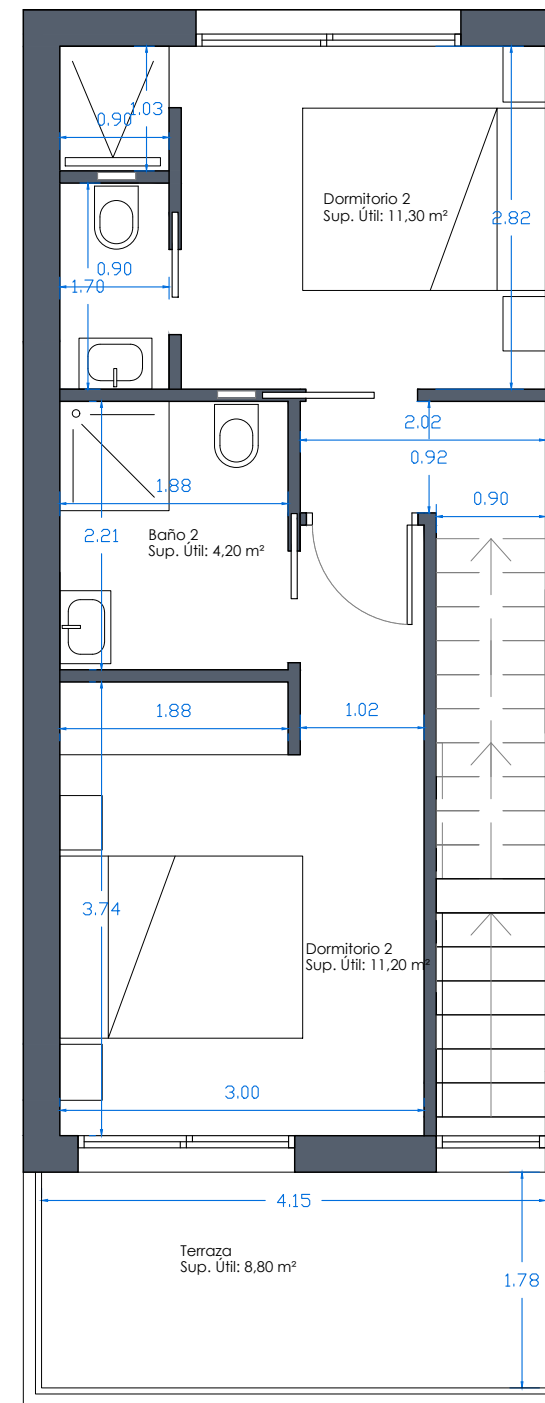 1.03
0.90
Dormitorio 2
Sup. Útil: 11,30 m²
2.82
0.90
1.70
2.02
0.92
1.88
0.90
2.21
Baño 2
Sup. Útil: 4,20 m²
1.88
1.02
3.74
Dormitorio 2
Sup. Útil: 11,20 m²
3.00
4.15
Terraza
Sup. Útil: 8,80 m²
1.78